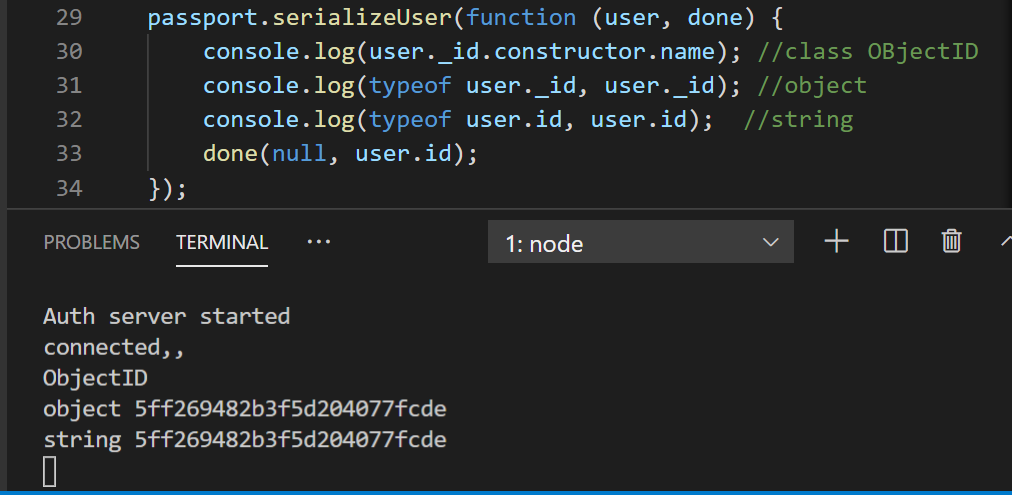 29 passport.serializeUser(function (user, done) {
30 console.log(user._id.constructor.name); //class OBjectID
31 console.log(typeof user._id, user._id); //object
32 console.log(typeof user.id, user.id); //string
33 done(null, user.id);
34 });
PROBLEMS TERMINAL ··· 1: node
Auth server started
connected,,
ObjectID
object 5ff269482b3f5d204077fcde
string 5ff269482b3f5d204077fcde